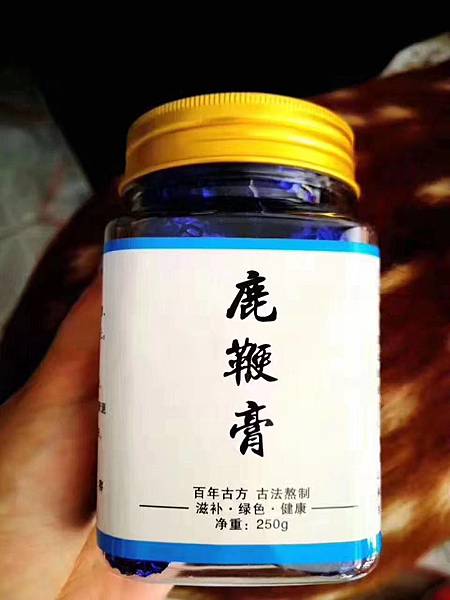 鹿鞭膏
百年古方 古法熬制
滋补·绿色·健康
净重：250g